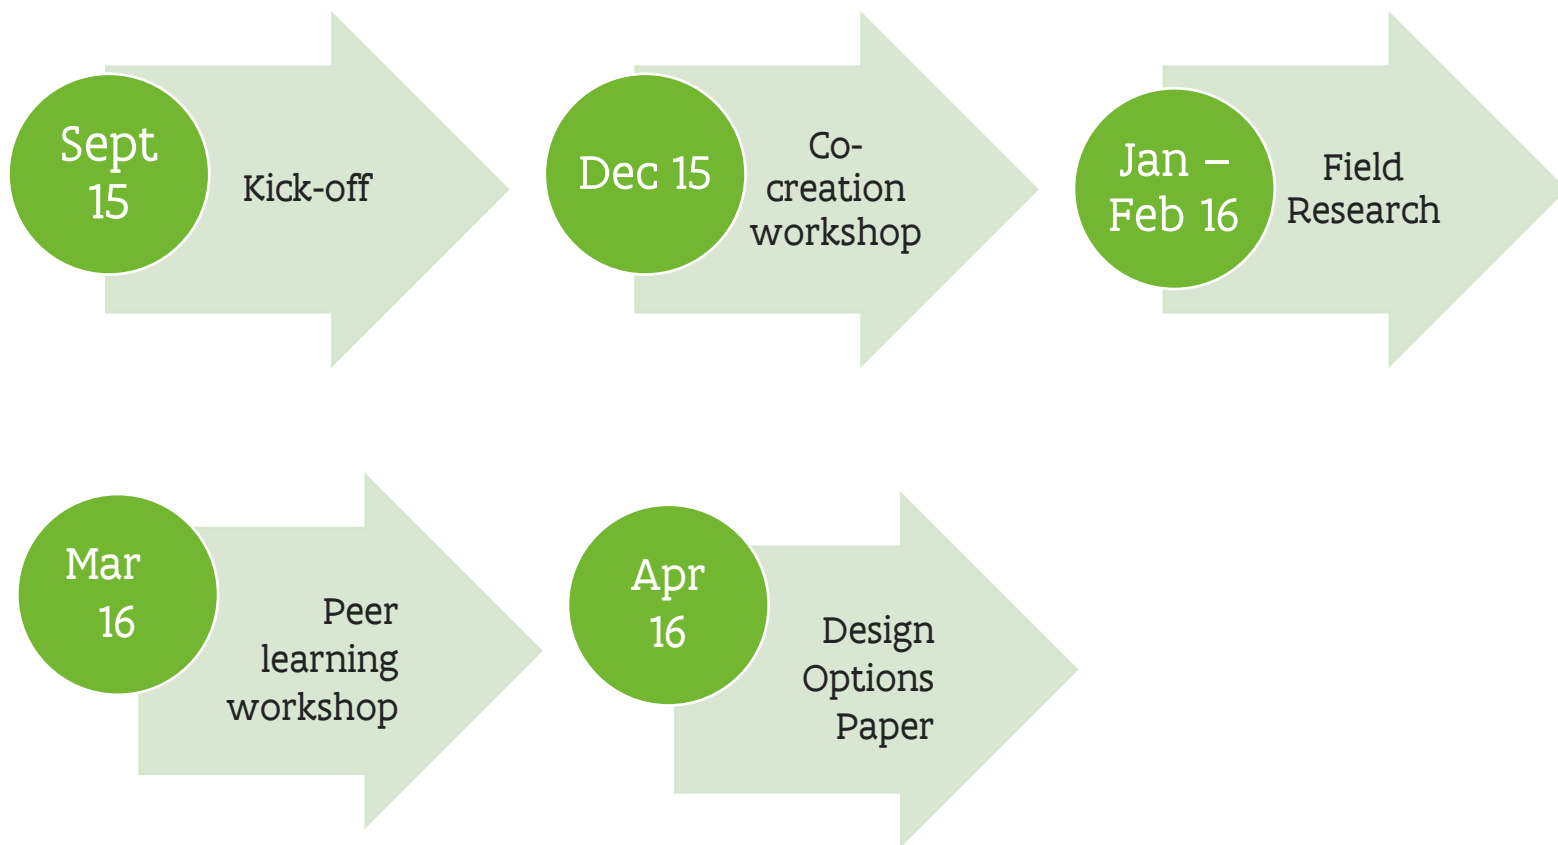 Sept
15
Kick-off
Dec 15
Co-
creation
workshop
Jan –
Feb 16
Field
Research
Mar
16
Peer
learning
workshop
Apr
16
Design
Options
Paper